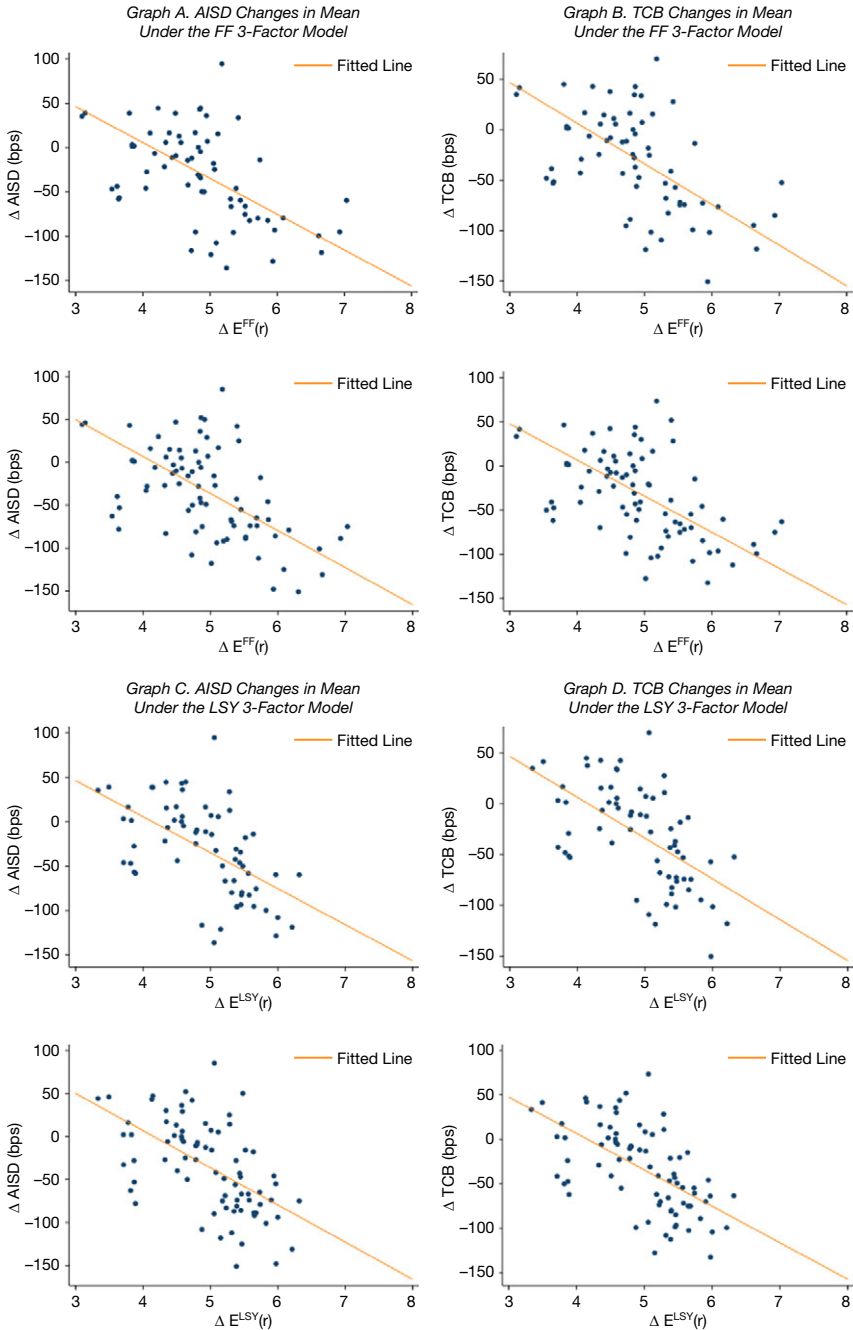 Graph A. AISD Changes in Mean
Under the FF 3-Factor Model
Fitted Line
100
50
0
−50
−100
−150
Δ AISD (bps)
3 4 5 6 7 8
Δ E^FF(r)
Graph B. TCB Changes in Mean
Under the FF 3-Factor Model
Fitted Line
50
0
−50
−100
−150
Δ TCB (bps)
3 4 5 6 7 8
Δ E^FF(r)
Fitted Line
100
50
0
−50
−100
−150
Δ AISD (bps)
3 4 5 6 7 8
Δ E^FF(r)
Fitted Line
100
50
0
−50
−100
−150
Δ TCB (bps)
3 4 5 6 7 8
Δ E^FF(r)
Graph C. AISD Changes in Mean
Under the LSY 3-Factor Model
Fitted Line
100
50
0
−50
−100
−150
Δ AISD (bps)
3 4 5 6 7 8
Δ E^LSY(r)
Graph D. TCB Changes in Mean
Under the LSY 3-Factor Model
Fitted Line
50
0
−50
−100
−150
Δ TCB (bps)
3 4 5 6 7 8
Δ E^LSY(r)
Fitted Line
100
50
0
−50
−100
−150
Δ AISD (bps)
3 4 5 6 7 8
Δ E^LSY(r)
Fitted Line
100
50
0
−50
−100
−150
Δ TCB (bps)
3 4 5 6 7 8
Δ E^LSY(r)